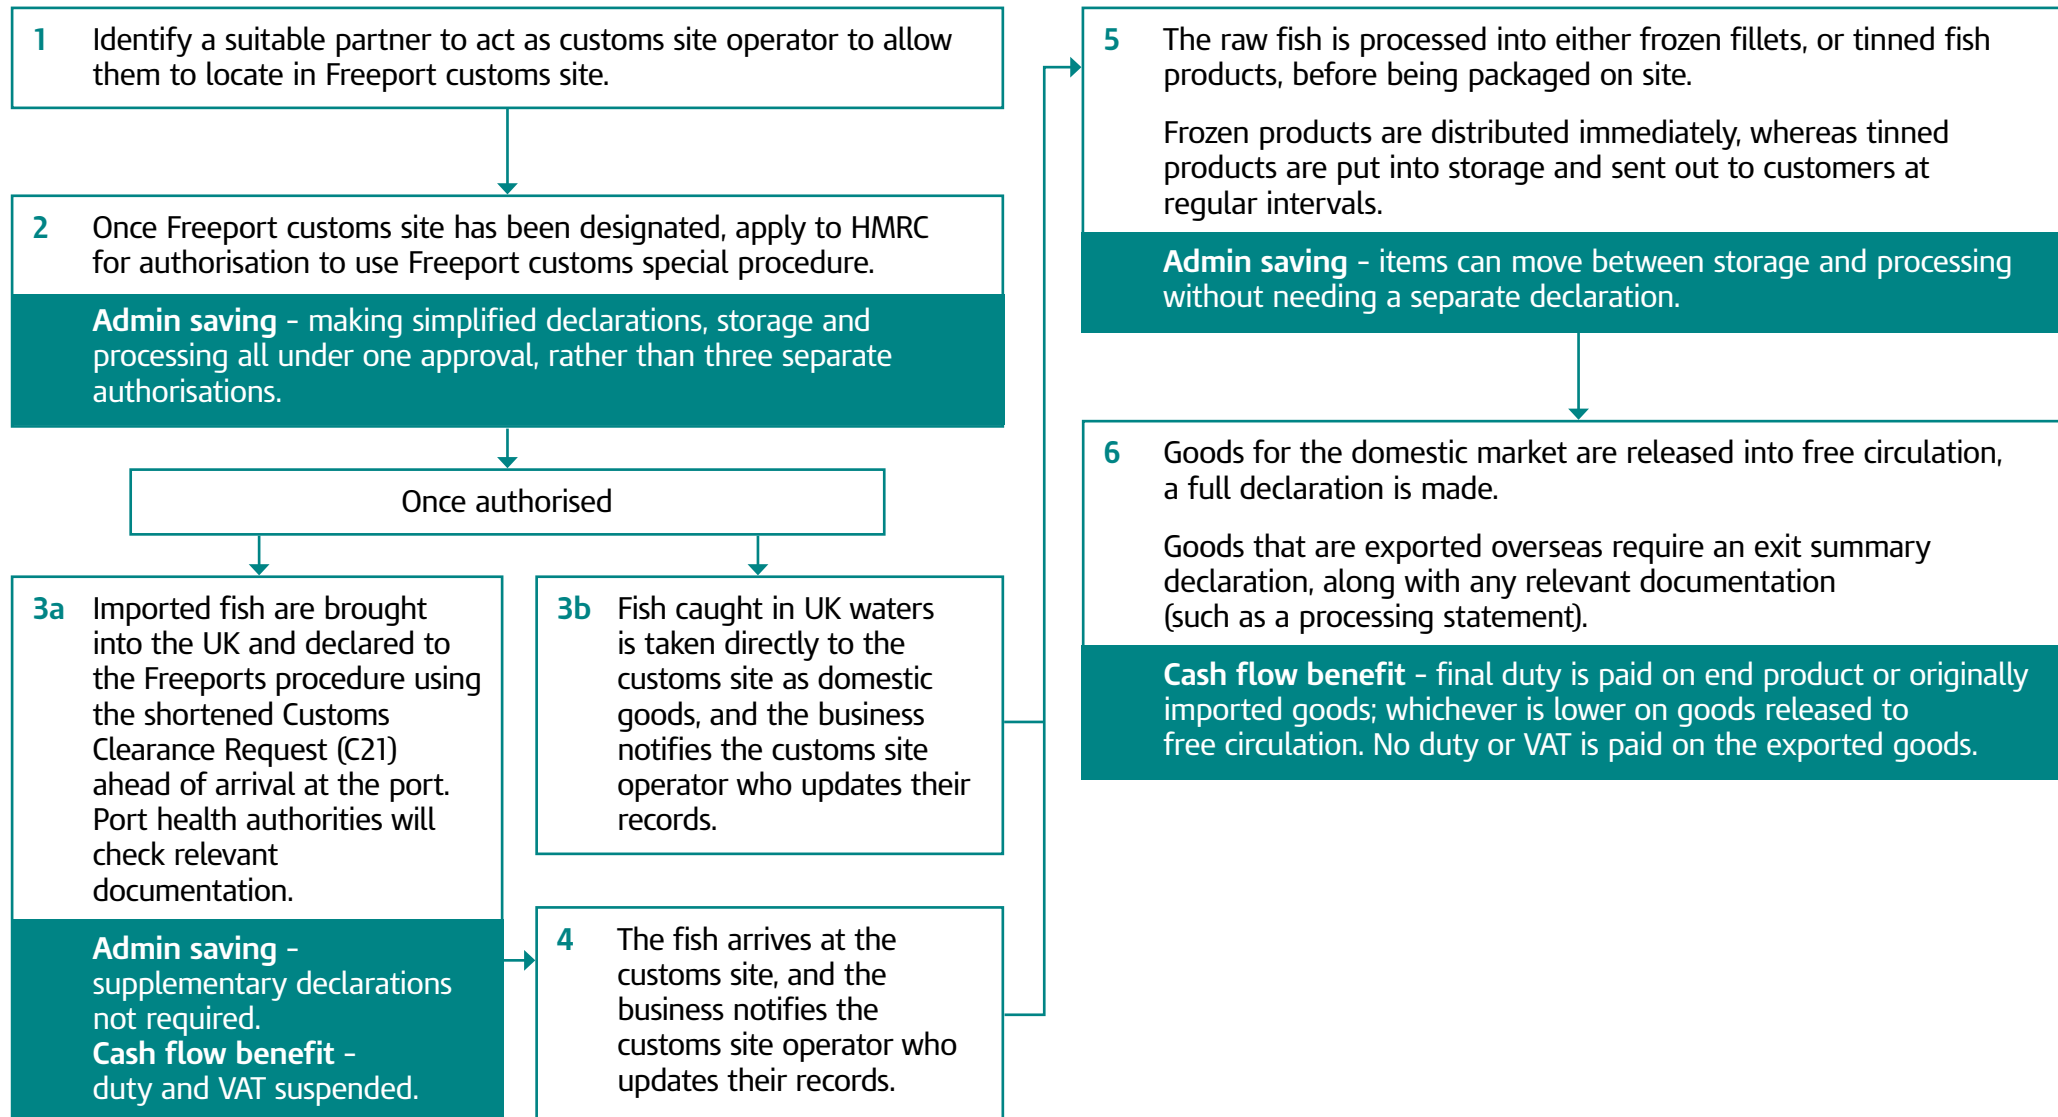 1 Identify a suitable partner to act as customs site operator to allow
them to locate in Freeport customs site.
2 Once Freeport customs site has been designated, apply to HMRC
for authorisation to use Freeport customs special procedure.
Admin saving – making simplified declarations, storage and
processing all under one approval, rather than three separate
authorisations.
Once authorised
3a Imported fish are brought
into the UK and declared to
the Freeports procedure using
the shortened Customs
Clearance Request (C21)
ahead of arrival at the port.
Port health authorities will
check relevant
documentation.
Admin saving –
supplementary declarations
not required.
Cash flow benefit –
duty and VAT suspended.
3b Fish caught in UK waters
is taken directly to the
customs site as domestic
goods, and the business
notifies the customs site
operator who updates their
records.
4 The fish arrives at the
customs site, and the
business notifies the
customs site operator who
updates their records.
5 The raw fish is processed into either frozen fillets, or tinned fish
products, before being packaged on site.
Frozen products are distributed immediately, whereas tinned
products are put into storage and sent out to customers at
regular intervals.
Admin saving – items can move between storage and processing
without needing a separate declaration.
6 Goods for the domestic market are released into free circulation,
a full declaration is made.
Goods that are exported overseas require an exit summary
declaration, along with any relevant documentation
(such as a processing statement).
Cash flow benefit – final duty is paid on end product or originally
imported goods; whichever is lower on goods released to
free circulation. No duty or VAT is paid on the exported goods.